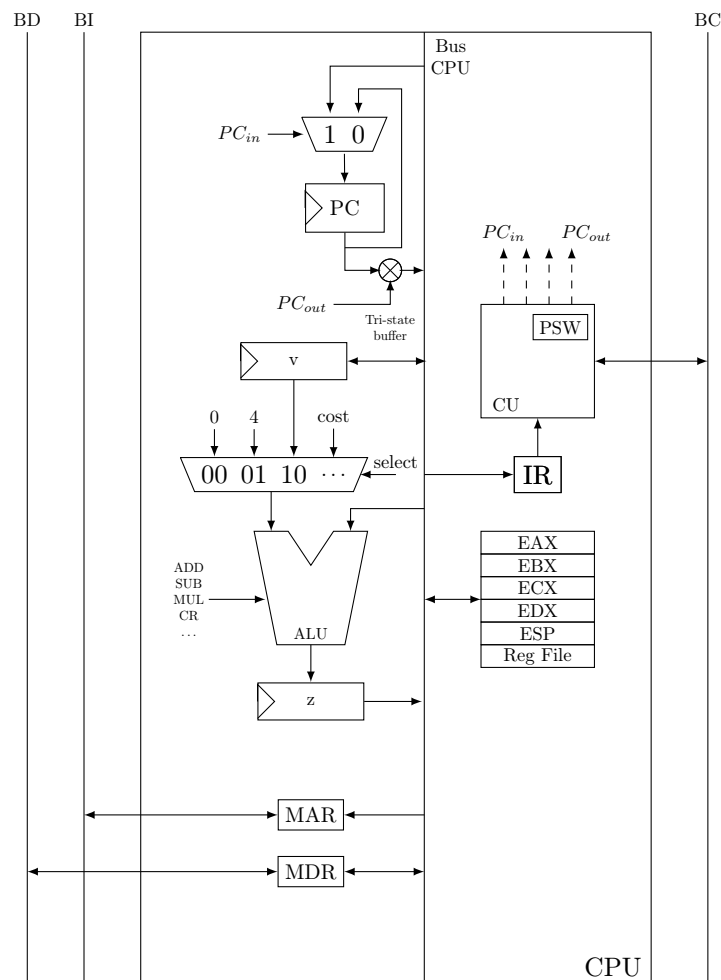 BD
BI
BC
Bus
CPU
PC_in
1 0
PC
PC_in
PC_out
PC_out
Tri-state
buffer
PSW
CU
v
0
4
cost
00 01 10 ...
select
IR
ADD
SUB
MUL
CR
...
ALU
EAX
EBX
ECX
EDX
ESP
Reg File
z
MAR
MDR
CPU